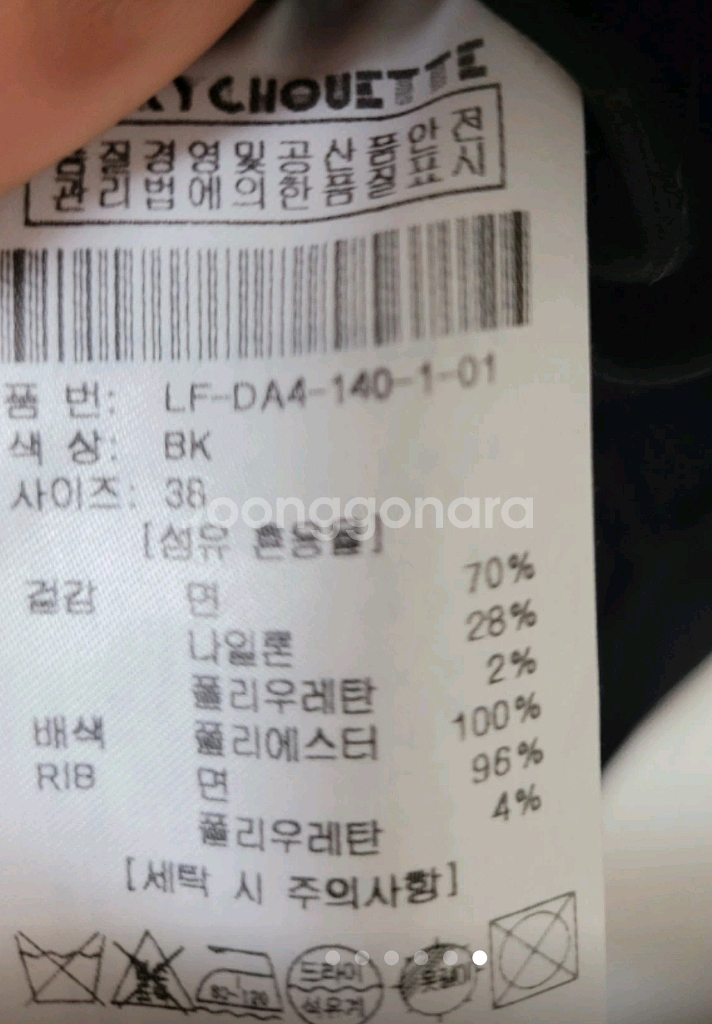 KYCHOUETTE
품질경영및공산품안전
관리법에의한품질표시
품 번: LF-DA4-140-1-01
색 상: BK
사이즈: 38
Joonggonara
[섬유 혼용율]
겉감 면 70%
나일론 28%
폴리우레탄 2%
배색 폴리에스터 100%
RIB 면 96%
폴리우레탄 4%
[세탁 시 주의사항]
80-120
드라이
석유계
옷걸이